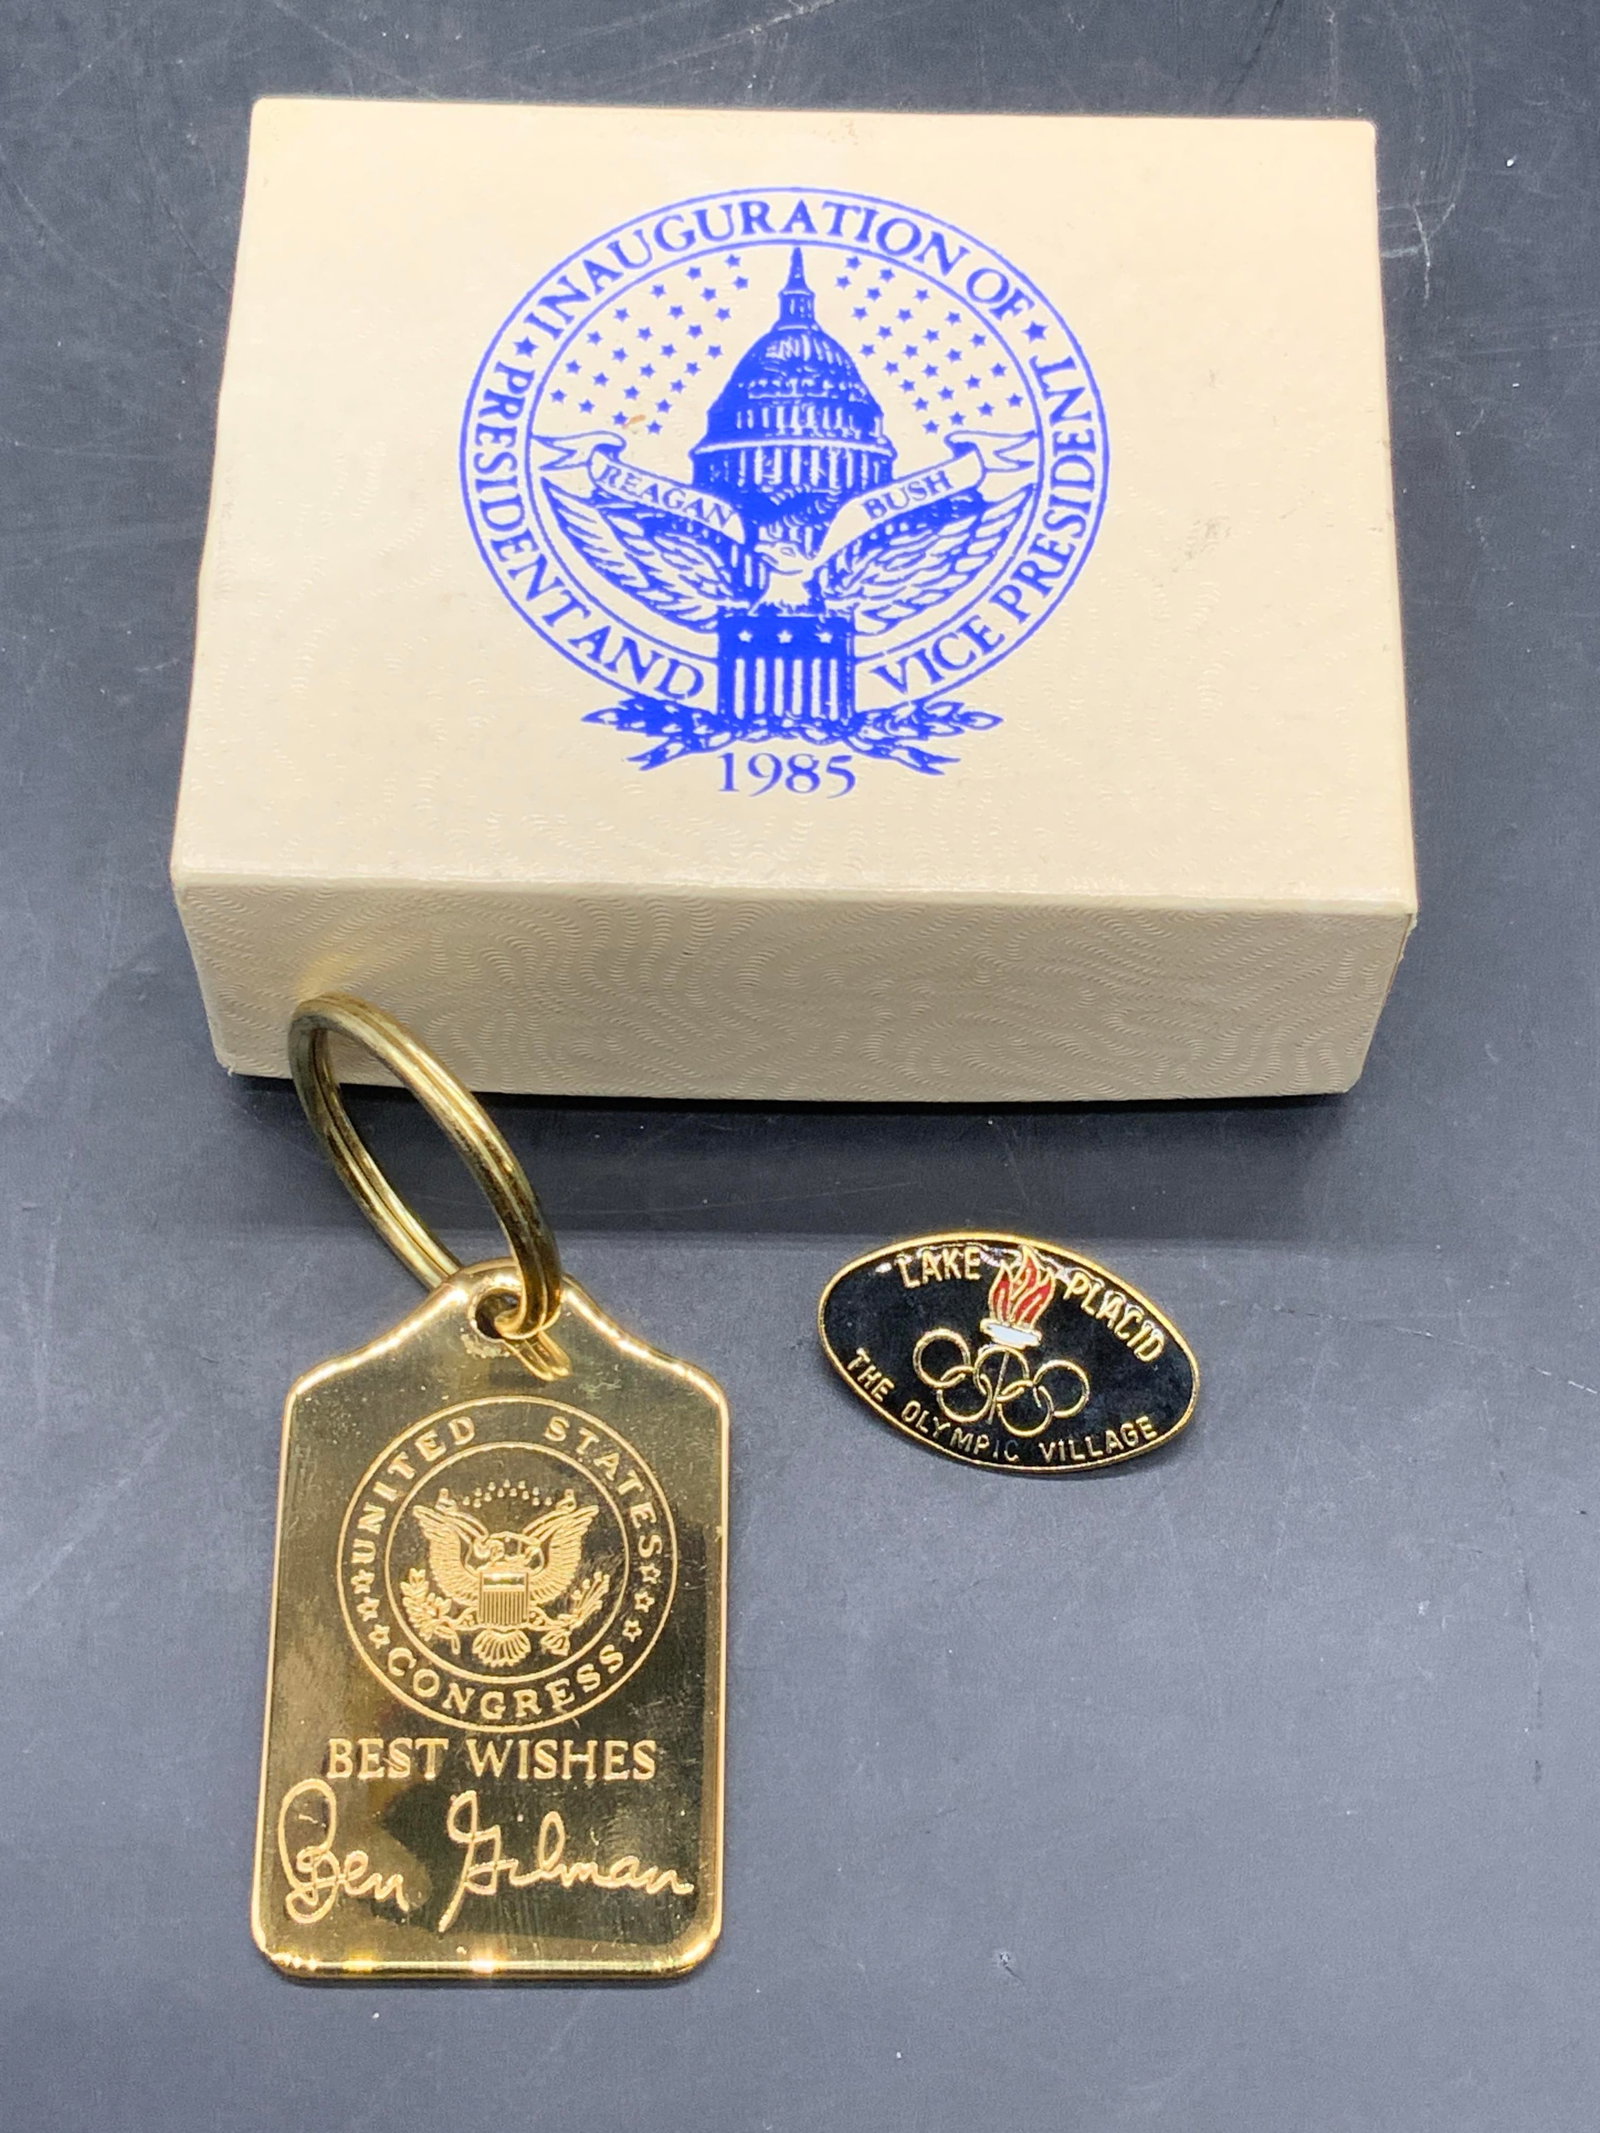 INAUGURATION OF
PRESIDENT AND VICE PRESIDENT
REAGAN BUSH
1985
LAKE PLACID
THE OLYMPIC VILLAGE
UNITED STATES
CONGRESS
BEST WISHES
Ben Gilman